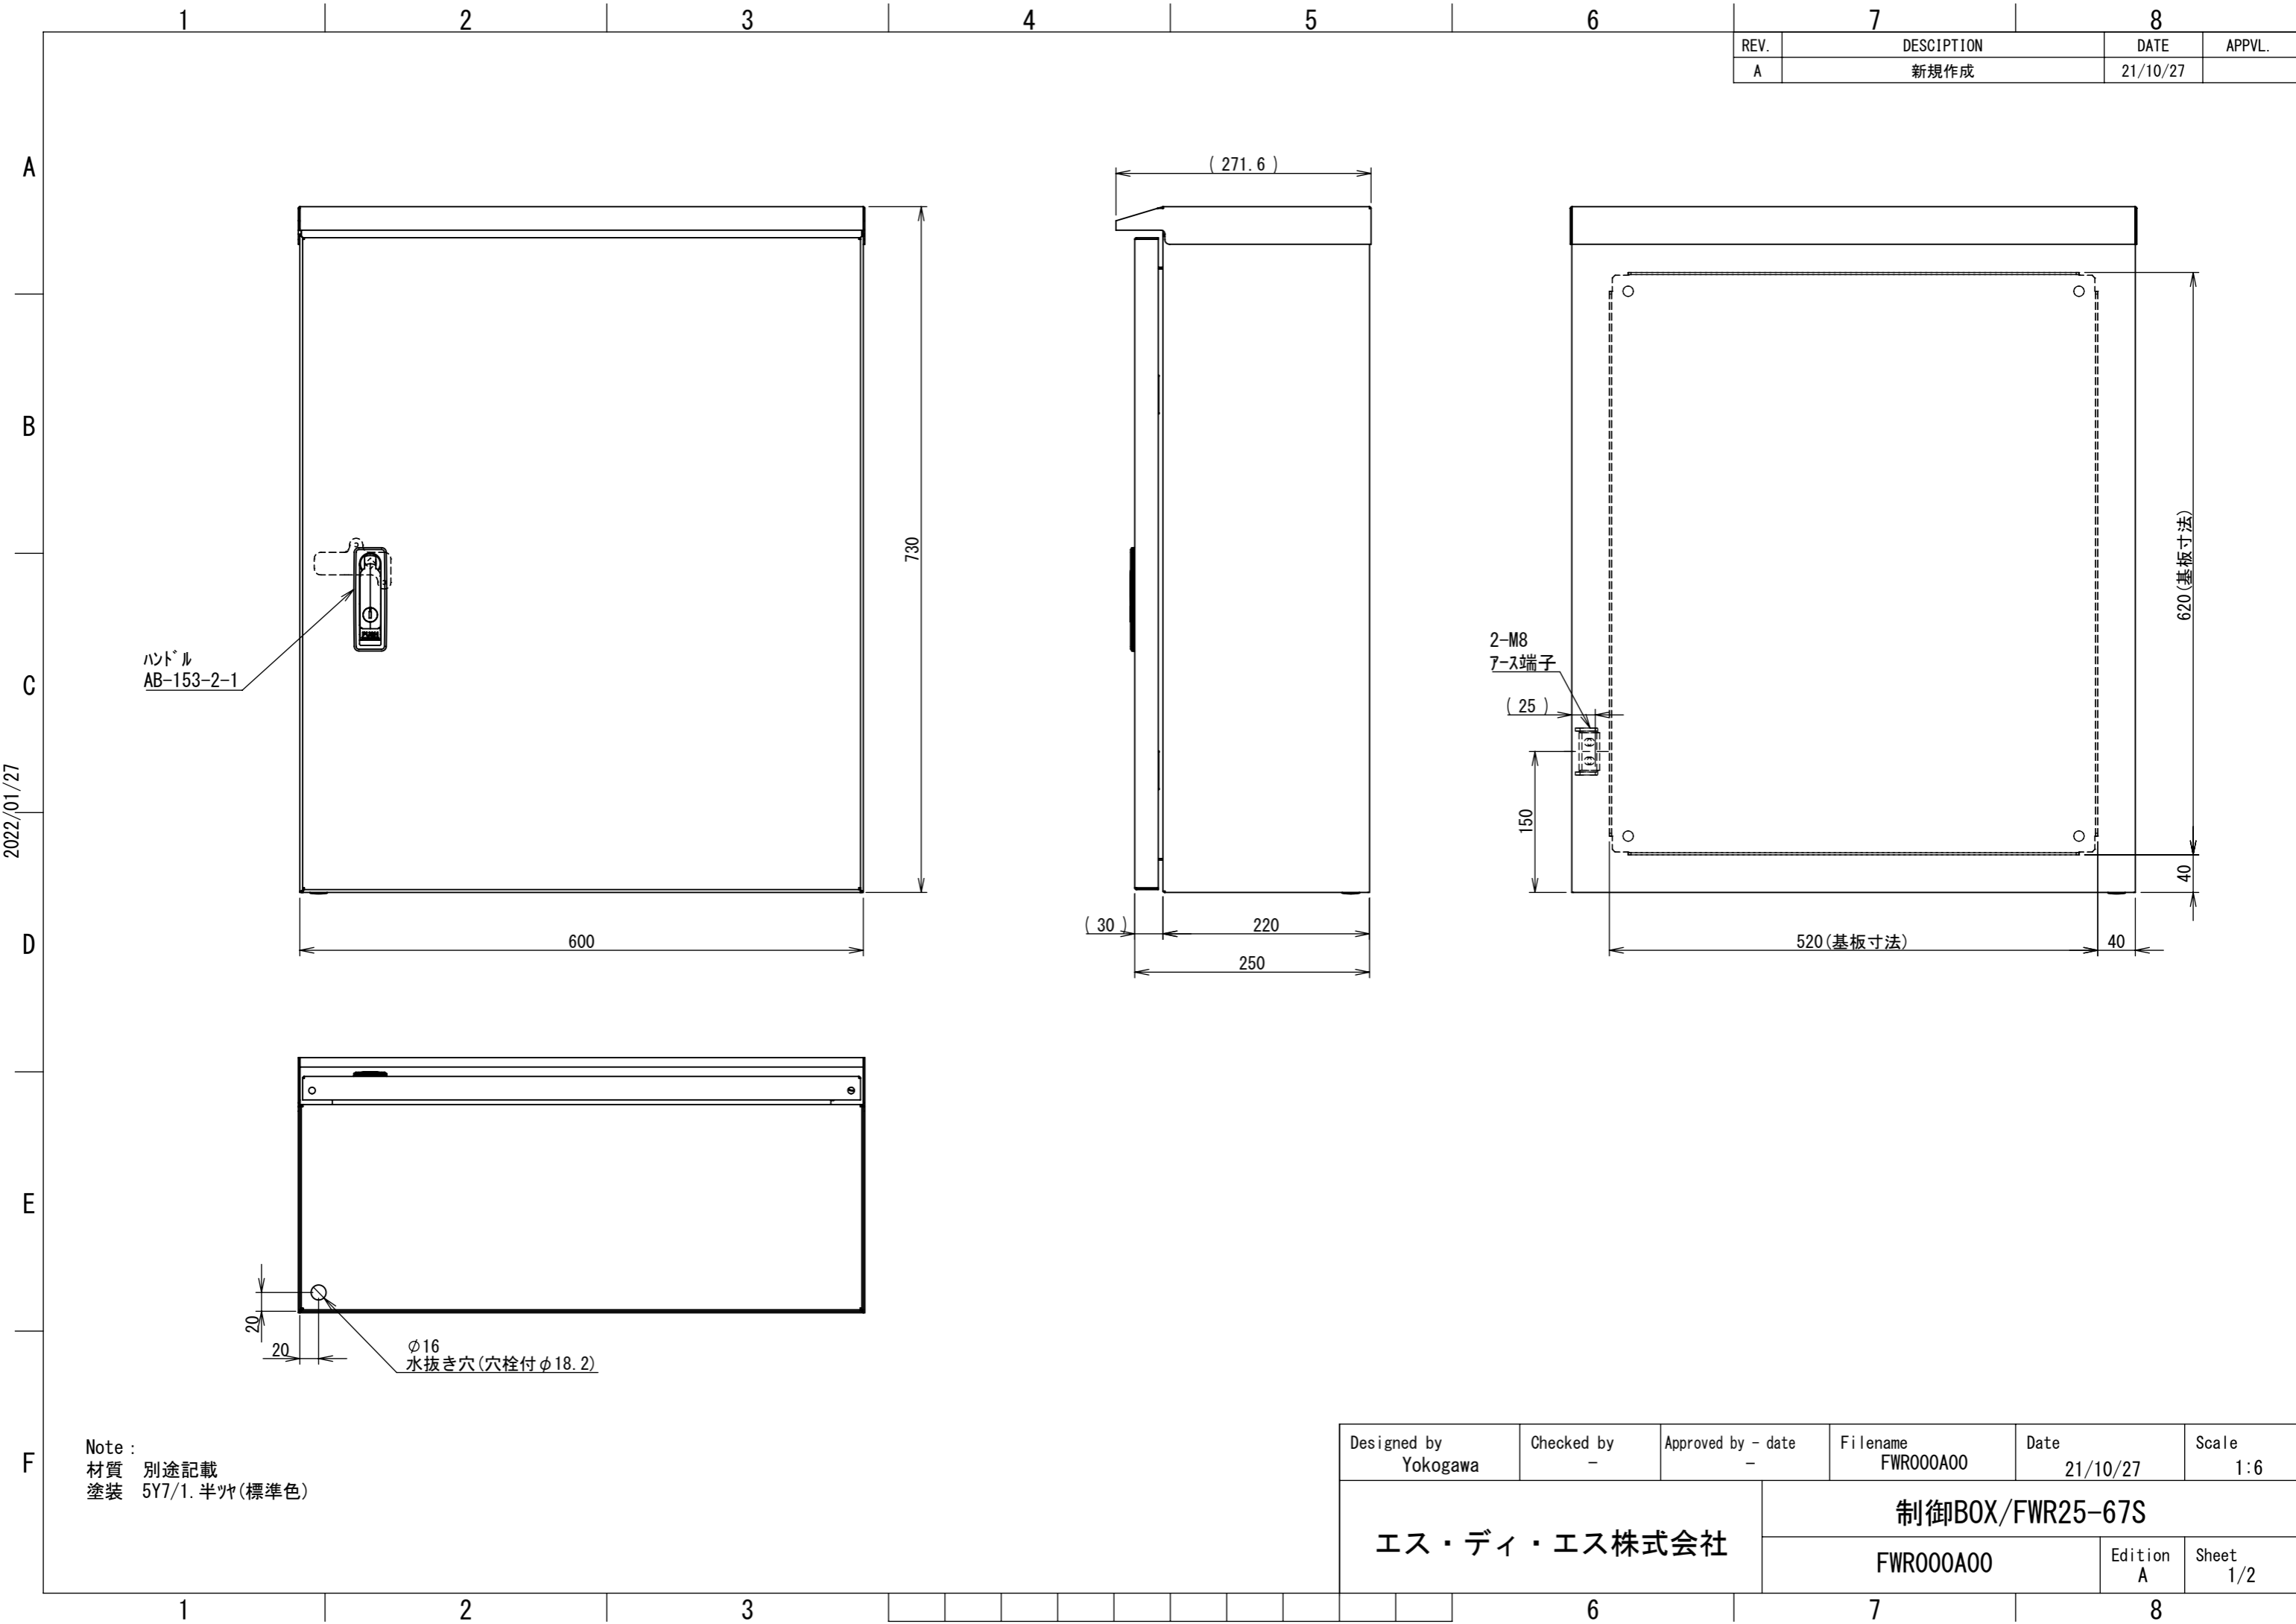 1 2 3 4 5 6 7 8
REV. DESCIPTION DATE APPVL.
A 新規作成 21/10/27
A
B
C
D
E
F
2022/01/27
730
600
ﾊﾝﾄﾞﾙ
AB-153-2-1
PUSH
( 271.6 )
( 30 )
220
250
2-M8
ｱｰｽ端子
( 25 )
150
620(基板寸法)
40
520(基板寸法)
40
20
20
φ16
水抜き穴(穴栓付φ18.2)
Note :
材質 別途記載
塗装 5Y7/1.半ﾂﾔ(標準色)
Designed by
Yokogawa
Checked by
-
Approved by - date
-
Filename
FWR000A00
Date
21/10/27
Scale
1:6
エス・ディ・エス株式会社
制御BOX/FWR25-67S
FWR000A00
Edition
A
Sheet
1/2
1 2 3 6 7 8